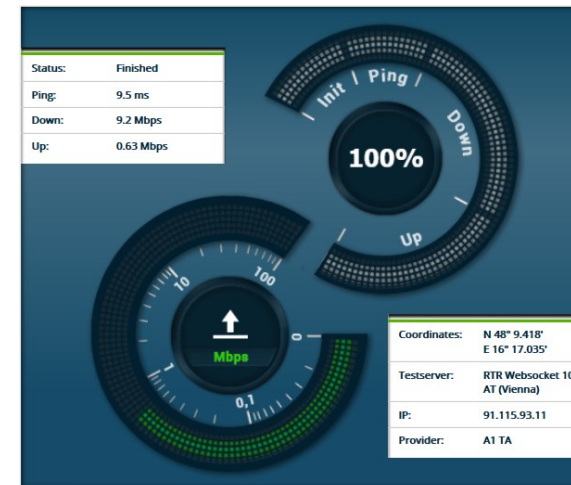 Status: Finished
Ping: 9.5 ms
Down: 9.2 Mbps
Up: 0.63 Mbps
Init Ping Down Up
100%
0 0,1 1 10 100
Mbps
Coordinates: N 48° 9.418'
E 16° 17.035'
Testserver: RTR Websocket 10
AT (Vienna)
IP: 91.115.93.11
Provider: A1 TA